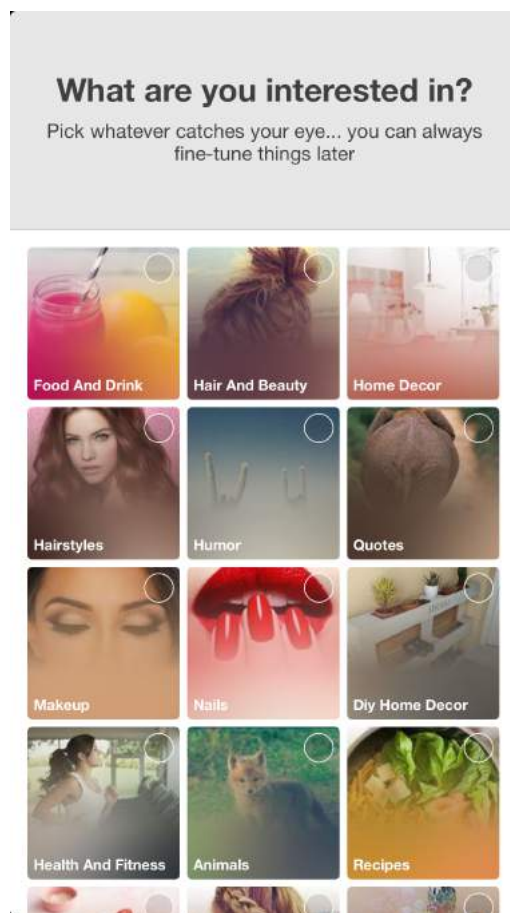 What are you interested in?
Pick whatever catches your eye... you can always
fine-tune things later
Food And Drink
Hair And Beauty
Home Decor
Hairstyles
Humor
Quotes
Makeup
Nails
Diy Home Decor
Health And Fitness
Animals
Recipes